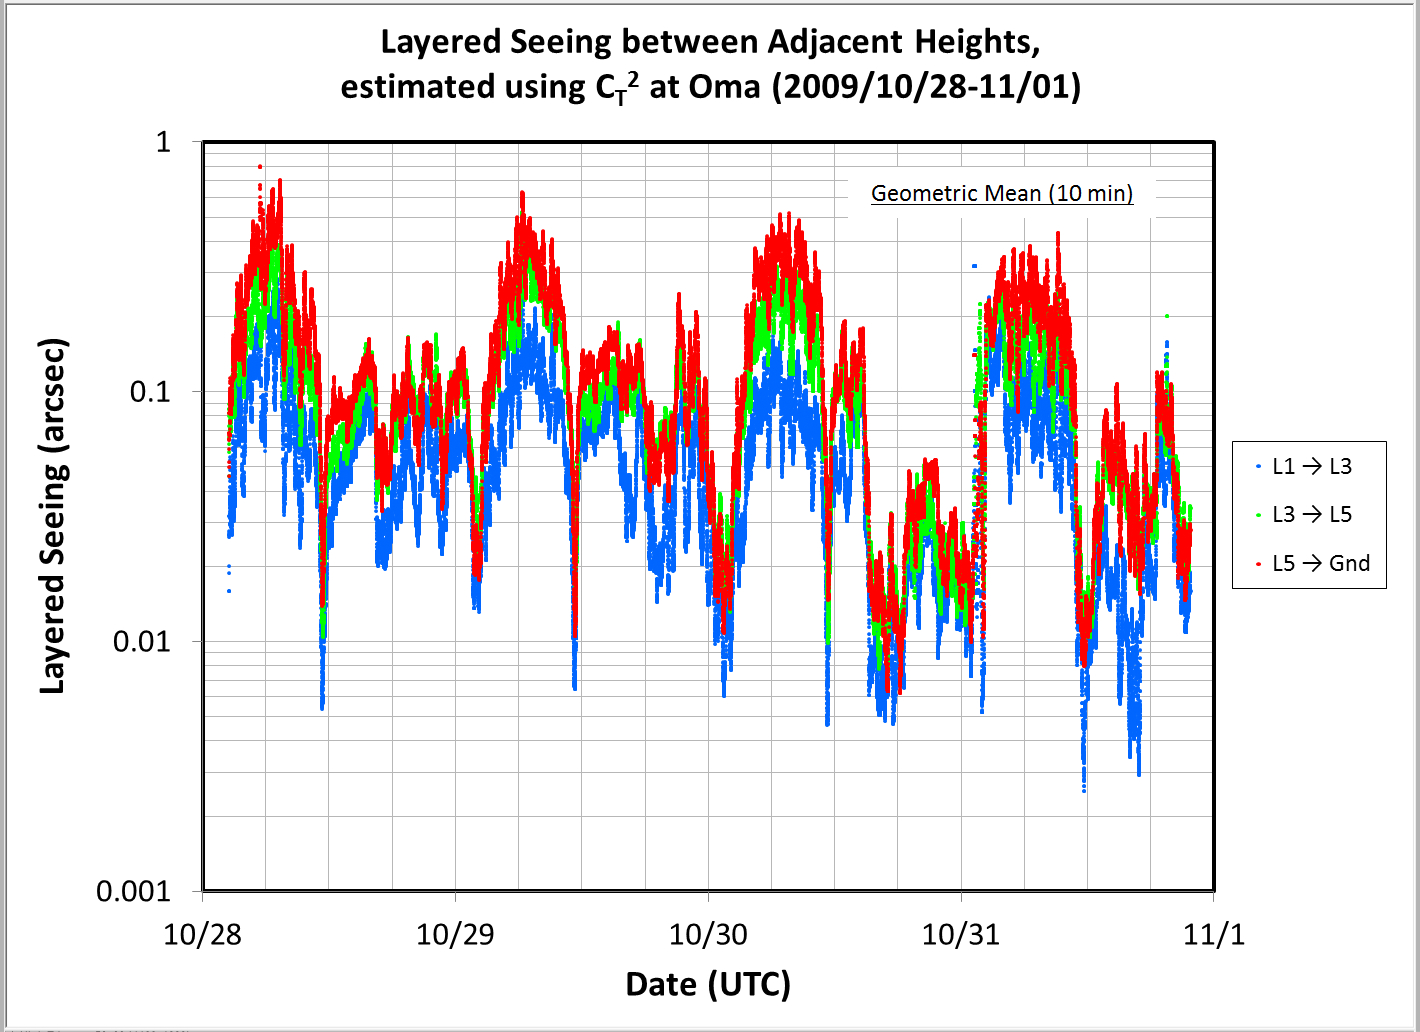 Layered Seeing between Adjacent Heights,
estimated using C_T^2 at Oma (2009/10/28-11/01)
Geometric Mean (10 min)
1
0.1
0.01
0.001
Layered Seeing (arcsec)
10/28
10/29
10/30
10/31
11/1
Date (UTC)
L1 → L3
L3 → L5
L5 → Gnd